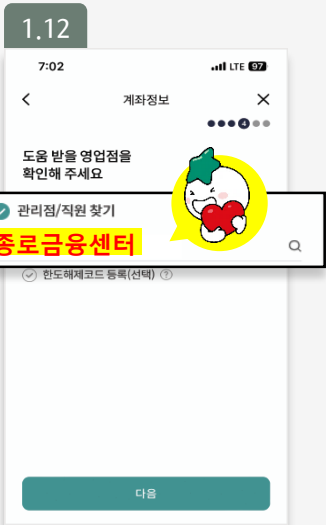 1.12
7:02
LTE 97
계좌정보
4
도움 받을 영업점을
확인해 주세요
관리점/직원 찾기
종로금융센터
한도해제코드 등록(선택) ?
다음